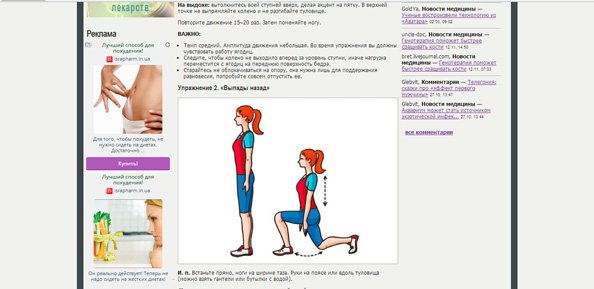 лекарств
Реклама
Лучший способ для
похудения!
isrepharm.in.ua
Для того, чтобы похудать, не
нужно сидеть на диетах.
Достаточно ...
Купить!
Лучший способ для
похудения!
isrepharm.in.ua
Он реально действует! Теперь не
надо сидеть на жестких диетах!
На выдохе: вытолкнитесь всей ступней вверх, делая акцент на пятку. В верхней
точке не выпрямляйте колено и не разгибайте туловище.
Повторите движение 15–20 раз. Затем поменяйте ногу.
ВАЖНО:
Темп средний. Амплитуда движения небольшая. Во время упражнения вы должны
чувствовать работу ягодиц.
Следите, чтобы колено не выходило вперед за уровень ступни, иначе нагрузка
переместится с ягодиц на переднюю поверхность бедра.
Старайтесь не облокачиваться на опору, она нужна лишь для поддержания
равновесия, попробуйте совсем отпустить ее.
Упражнение 2. «Выпады назад»
И. п. Встаньте прямо, ноги на ширине таза. Руки на поясе или вдоль туловища
(можно взять гантели или бутылки с водой).
GoldYa, Новости медицины —
Ученые воспроизвели технологию из
«Аватара» 02.03, 09:02
uncle-doc, Новости медицины —
Генотерапия поможет быстрее
сращивать кости 12.11, 14:50
bret.livejournal.com, Новости
медицины — Генотерапия поможет
быстрее сращивать кости 12.11, 07:33
Glebvit, Комментарии — Телегония:
сказки про «эффект первого
мужчины» 27.10, 13:47
Glebvit, Новости медицины —
Аквариум может стать источником
экзотической инфек... 27.10, 13:44
все комментарии